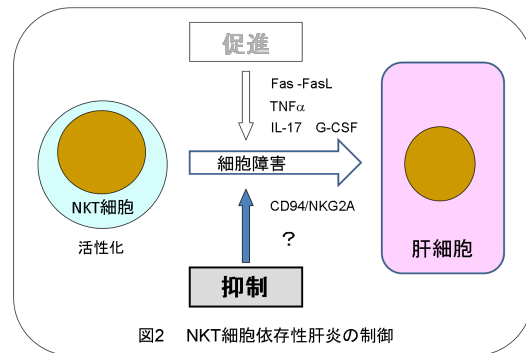 促進
Fas -FasL
TNFα
IL-17 G-CSF
細胞障害
NKT細胞
CD94/NKG2A
活性化
?
肝細胞
抑制
図2 NKT細胞依存性肝炎の制御